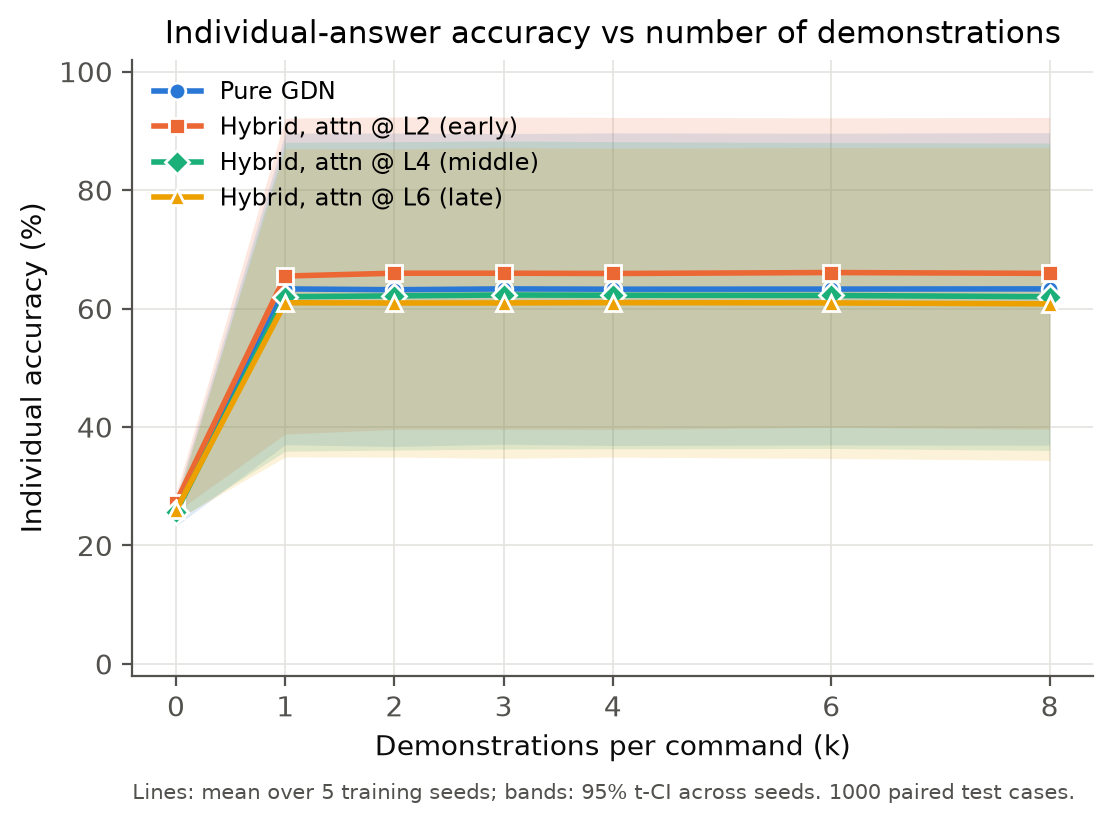 Individual-answer accuracy vs number of demonstrations
100
80
60
40
20
0
Individual accuracy (%)
Pure GDN
Hybrid, attn @ L2 (early)
Hybrid, attn @ L4 (middle)
Hybrid, attn @ L6 (late)
0 1 2 3 4 6 8
Demonstrations per command (k)
Lines: mean over 5 training seeds; bands: 95% t-CI across seeds. 1000 paired test cases.